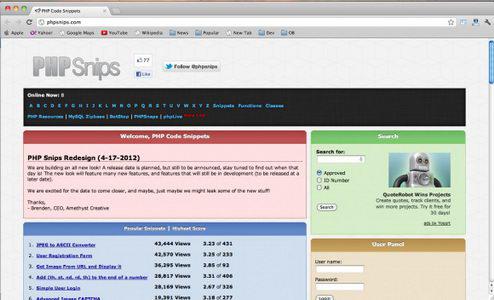 PHP Code Snippets
phpsnips.com
Apple Yahoo! Google Maps YouTube Wikipedia News Popular New Tab Dev OB
PHPSnips
77
Like
Follow @phpsnips
Online Now: 8
A B C D E F G H I J K L M N O P Q R S T U V W X Y Z Snippets Functions Classes
PHP Resources | MySQL Zipbase | BotStop | PHPSnaps | phpLive
Welcome, PHP Code Snippets
PHP Snips Redesign (4-17-2012)
We are building an all new look! A release date is planned, but still to be announced, stay tuned to find out when that
day is! The new look will feature many new features, and features that will still be in development (to be released at a
later date).
We are excited for the date to come closer, and maybe, just maybe we might leak some of the new stuff!
Thanks,
- Brenden, CEO, Amethyst Creative
Popular Snippets | Highest Score
1. JPEG to ASCII Converter 43,444 Views 3.23 of 431
2. User Registration Form 42,570 Views 3.25 of 233
3. Get Image From URL and Display it 36,295 Views 3.85 of 92
4. Add (th, st, nd, rd, th) to the end of a number 28,817 Views 3.31 of 406
5. Simple User Login 28,169 Views 2.67 of 326
6. Advanced Image CAPTCHA 19,391 Views 3.18 of 277
Search
Search for:
Approved
ID Number
All
Search
QuoteRobot Wins Projects
Create quotes, track clients, and
win more projects. Try it free for
30 days!
ads via Yoggrt
User Panel
User name:
Password: